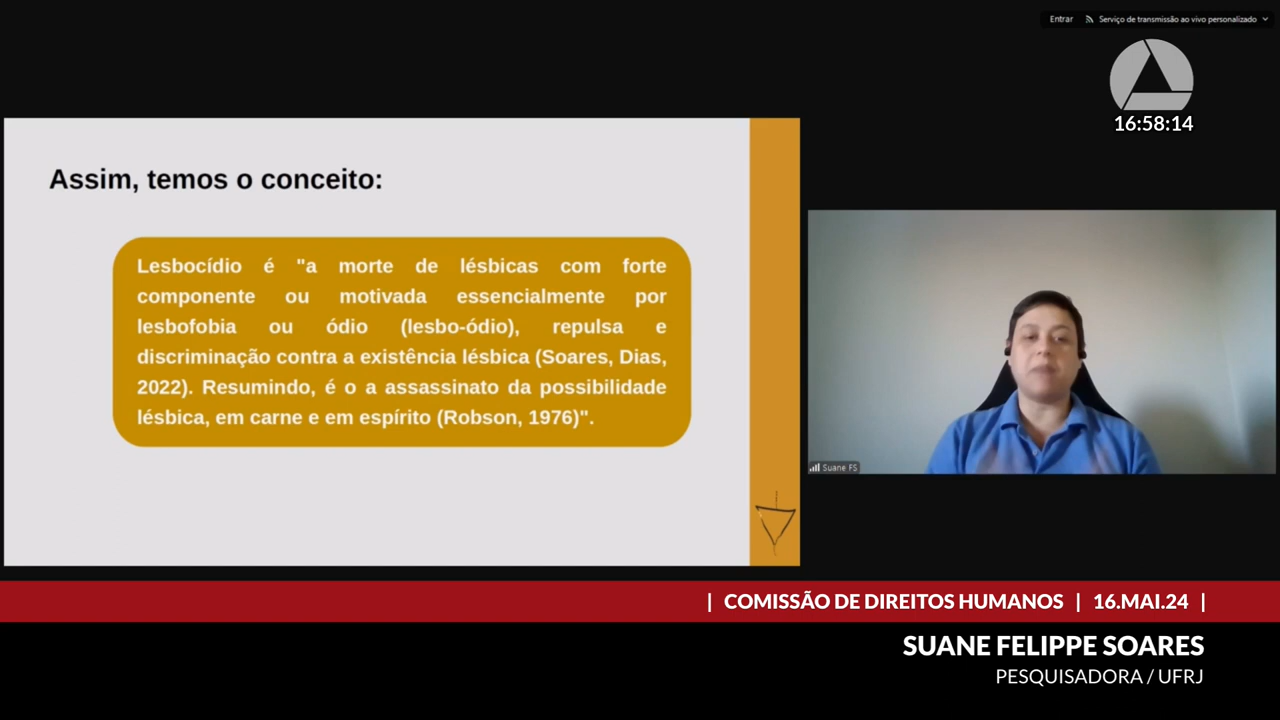 Entrar Serviço de transmissão ao vivo personalizado
16:58:14
Assim, temos o conceito:
Lesbocídio é "a morte de lésbicas com forte
componente ou motivada essencialmente por
lesbofobia ou ódio (lesbo-ódio), repulsa e
discriminação contra a existência lésbica (Soares, Dias,
2022). Resumindo, é o a assassinato da possibilidade
lésbica, em carne e em espírito (Robson, 1976)".
Suane FS
| COMISSÃO DE DIREITOS HUMANOS | 16.MAI.24 |
SUANE FELIPPE SOARES
PESQUISADORA / UFRJ